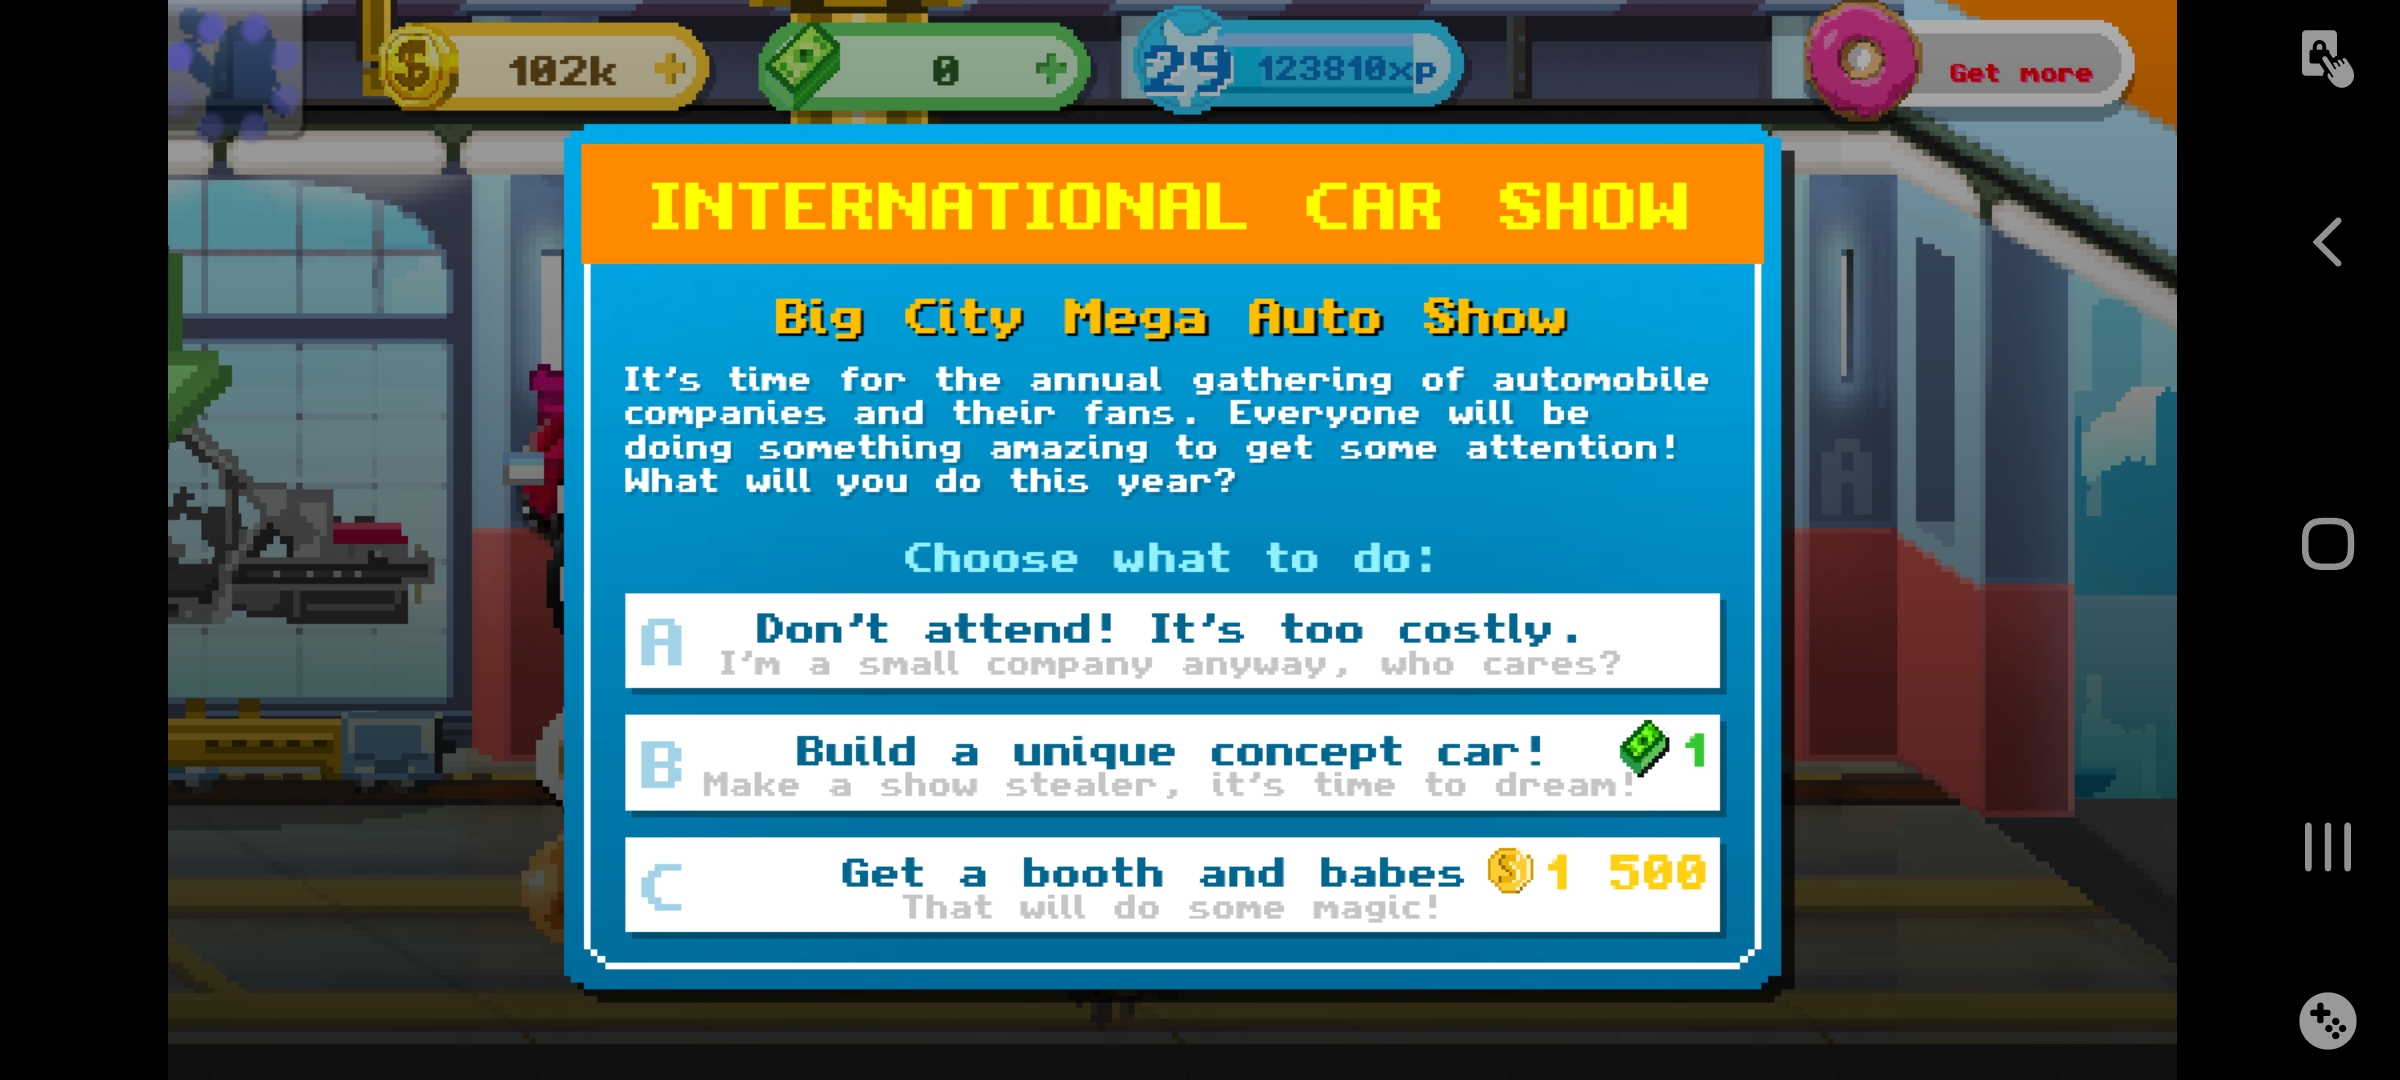 102k
0
29
123810xp
Get more
INTERNATIONAL CAR SHOW
Big City Mega Auto Show
It's time for the annual gathering of automobile
companies and their fans. Everyone will be
doing something amazing to get some attention!
What will you do this year?
Choose what to do:
A
Don't attend! It's too costly.
I'm a small company anyway, who cares?
B
Build a unique concept car!
1
Make a show stealer, it's time to dream!
C
Get a booth and babes
1 500
That will do some magic!
A